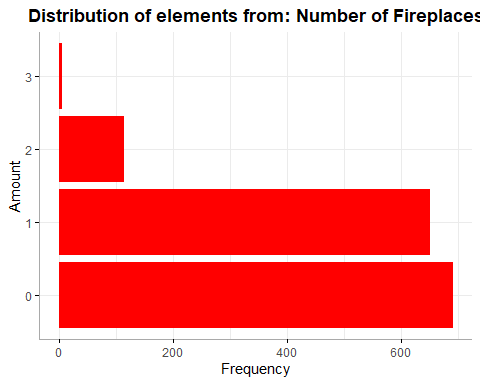 Distribution of elements from: Number of Fireplaces
3
2
1
0
Amount
0 200 400 600
Frequency